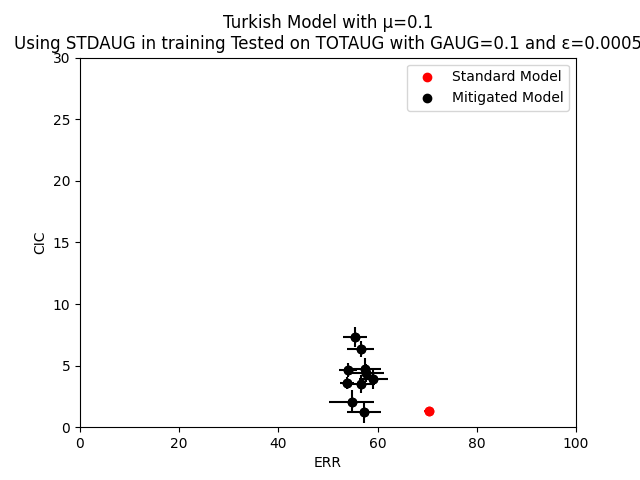 Turkish Model with μ=0.1
Using STDAUG in training Tested on TOTAUG with GAUG=0.1 and ε=0.0005
Standard Model
Mitigated Model
30
25
20
15
10
5
0
CIC
0 20 40 60 80 100
ERR